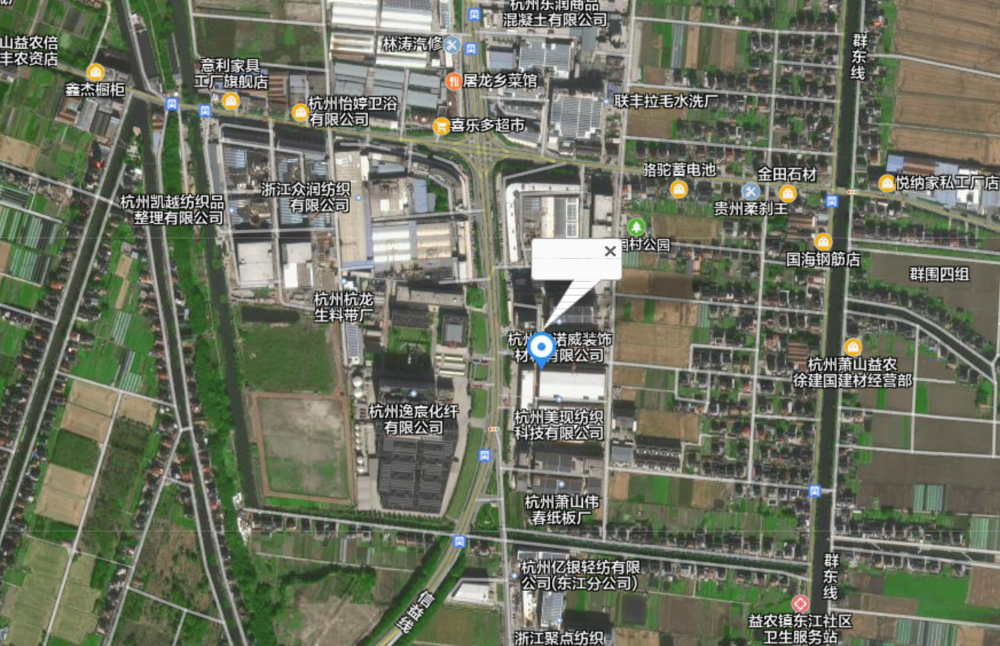 杭州东润商品
混凝土有限公司
林涛汽修
群东线
山益农倍
丰农资店
意利家具
工厂旗舰店
鑫杰橱柜
屠龙乡菜馆
杭州怡婷卫浴
有限公司
联丰拉毛水洗厂
喜乐多超市
骆驼蓄电池
金田石材
悦纳家私工厂店
浙江众润纺织
有限公司
杭州凯越纺织品
整理有限公司
贵州柔刹王
村公园
国海钢筋店
群围四组
杭州杭龙
生料带厂
杭
诺威装饰
材
有限公司
杭州萧山益农
徐建国建材经营部
杭州逸宸化纤
有限公司
杭州美现纺织
科技有限公司
杭州萧山伟
春纸板厂
杭州亿银轻纺有限
公司(东江分公司)
群东线
信益线
益农镇东江社区
卫生服务站
浙江聚点纺织